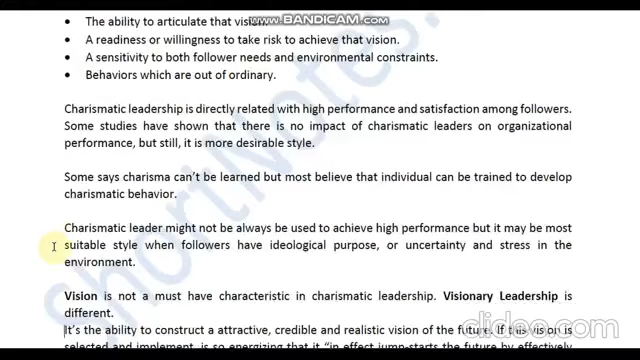 WWW.BANDICAM.COM
• The ability to articulate that vision.
• A readiness or willingness to take risk to achieve that vision.
• A sensitivity to both follower needs and environmental constraints.
• Behaviors which are out of ordinary.
Charismatic leadership is directly related with high performance and satisfaction among followers.
Some studies have shown that there is no impact of charismatic leaders on organizational
performance, but still, it is more desirable style.
Some says charisma can't be learned but most believe that individual can be trained to develop
charismatic behavior.
Charismatic leader might not be always be used to achieve high performance but it may be most
suitable style when followers have ideological purpose, or uncertainty and stress in the
environment.
Vision is not a must have characteristic in charismatic leadership. Visionary Leadership is
different.
It's the ability to construct a attractive, credible and realistic vision of the future. If this vision is
selected and implement, is so energizing that it "in effect jump-starts the future by effectively
ShortNotes.
dideo.com